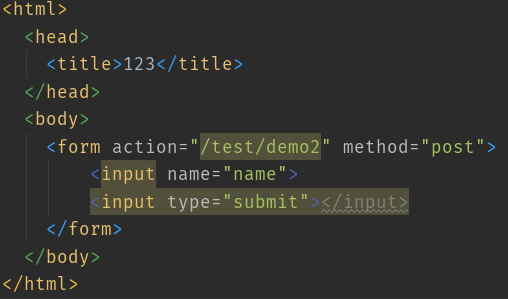 <html>
<head>
<title>123</title>
</head>
<body>
<form action="/test/demo2" method="post">
<input name="name">
<input type="submit"></input>
</form>
</body>
</html>